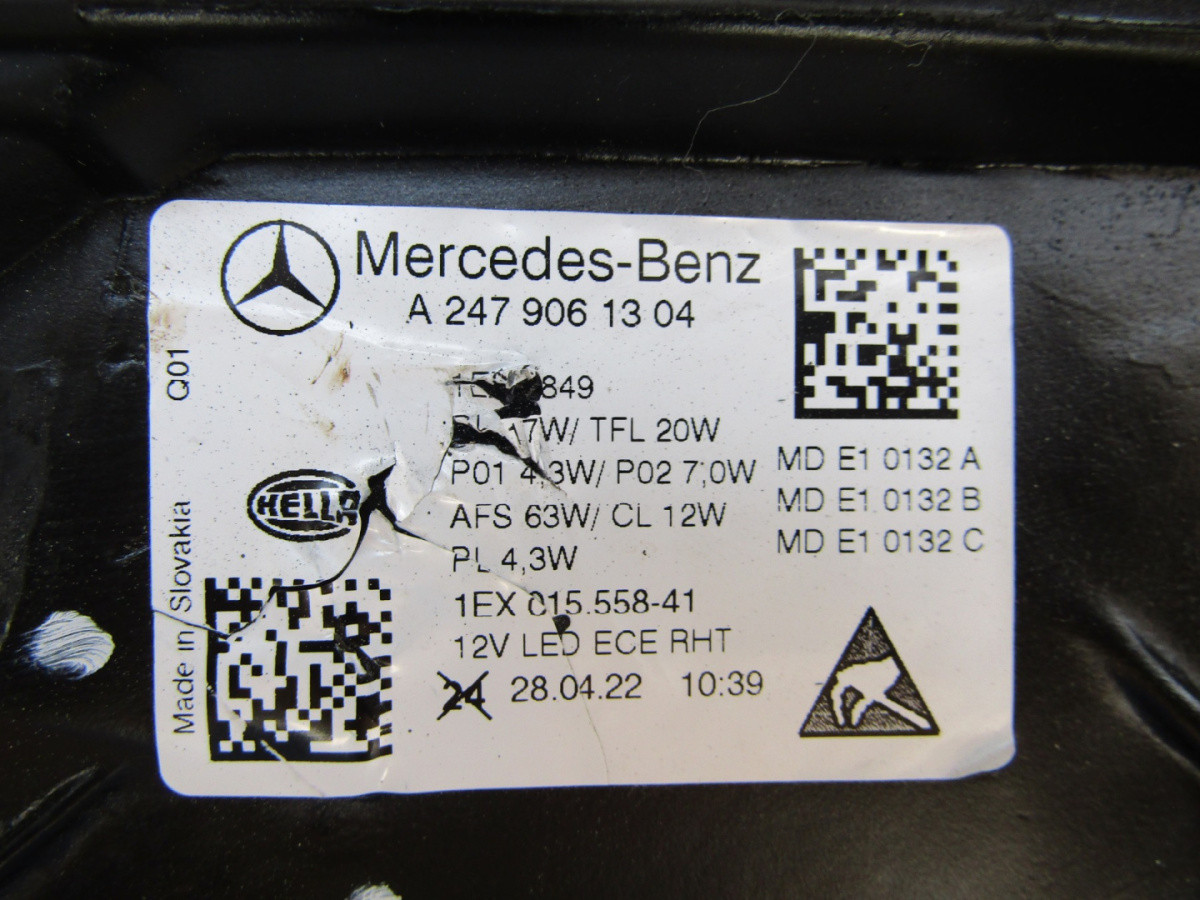 Mercedes-Benz
A 247 906 13 04
849
17W/ TFL 20W
P01 4,3W/ P02 7,0W
AFS 63W/ CL 12W
PL 4,3W
1EX 015.558-41
12V LED ECE RHT
24 28.04.22 10:39
MD E1 0132 A
MD E1 0132 B
MD E1 0132 C
HELLA
Q01
Made in Slovakia